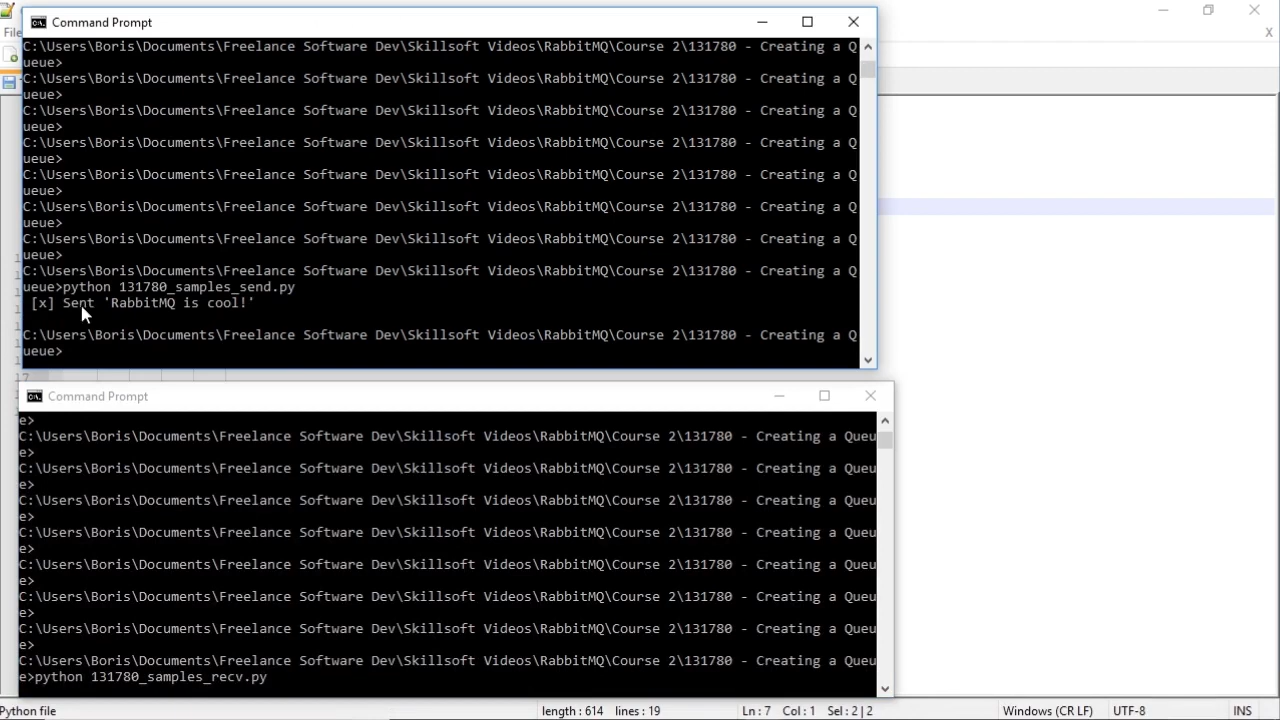 Command Prompt
File
X
C:\Users\Boris\Documents\Freelance Software Dev\Skillsoft Videos\RabbitMQ\Course 2\131780 - Creating a Q
ueue>
C:\Users\Boris\Documents\Freelance Software Dev\Skillsoft Videos\RabbitMQ\Course 2\131780 - Creating a Q
ueue>
C:\Users\Boris\Documents\Freelance Software Dev\Skillsoft Videos\RabbitMQ\Course 2\131780 - Creating a Q
ueue>
C:\Users\Boris\Documents\Freelance Software Dev\Skillsoft Videos\RabbitMQ\Course 2\131780 - Creating a Q
ueue>
C:\Users\Boris\Documents\Freelance Software Dev\Skillsoft Videos\RabbitMQ\Course 2\131780 - Creating a Q
ueue>
C:\Users\Boris\Documents\Freelance Software Dev\Skillsoft Videos\RabbitMQ\Course 2\131780 - Creating a Q
ueue>
C:\Users\Boris\Documents\Freelance Software Dev\Skillsoft Videos\RabbitMQ\Course 2\131780 - Creating a Q
ueue>
C:\Users\Boris\Documents\Freelance Software Dev\Skillsoft Videos\RabbitMQ\Course 2\131780 - Creating a Q
ueue>python 131780_samples_send.py
[x] Sent 'RabbitMQ is cool!'
C:\Users\Boris\Documents\Freelance Software Dev\Skillsoft Videos\RabbitMQ\Course 2\131780 - Creating a Q
ueue>
17
Command Prompt
e>
C:\Users\Boris\Documents\Freelance Software Dev\Skillsoft Videos\RabbitMQ\Course 2\131780 - Creating a Queu
e>
C:\Users\Boris\Documents\Freelance Software Dev\Skillsoft Videos\RabbitMQ\Course 2\131780 - Creating a Queu
e>
C:\Users\Boris\Documents\Freelance Software Dev\Skillsoft Videos\RabbitMQ\Course 2\131780 - Creating a Queu
e>
C:\Users\Boris\Documents\Freelance Software Dev\Skillsoft Videos\RabbitMQ\Course 2\131780 - Creating a Queu
e>
C:\Users\Boris\Documents\Freelance Software Dev\Skillsoft Videos\RabbitMQ\Course 2\131780 - Creating a Queu
e>
C:\Users\Boris\Documents\Freelance Software Dev\Skillsoft Videos\RabbitMQ\Course 2\131780 - Creating a Queu
e>
C:\Users\Boris\Documents\Freelance Software Dev\Skillsoft Videos\RabbitMQ\Course 2\131780 - Creating a Queu
e>
C:\Users\Boris\Documents\Freelance Software Dev\Skillsoft Videos\RabbitMQ\Course 2\131780 - Creating a Queu
e>python 131780_samples_recv.py
Python file length : 614 lines : 19 Ln : 7 Col : 1 Sel : 2 | 2 Windows (CR LF) UTF-8 INS